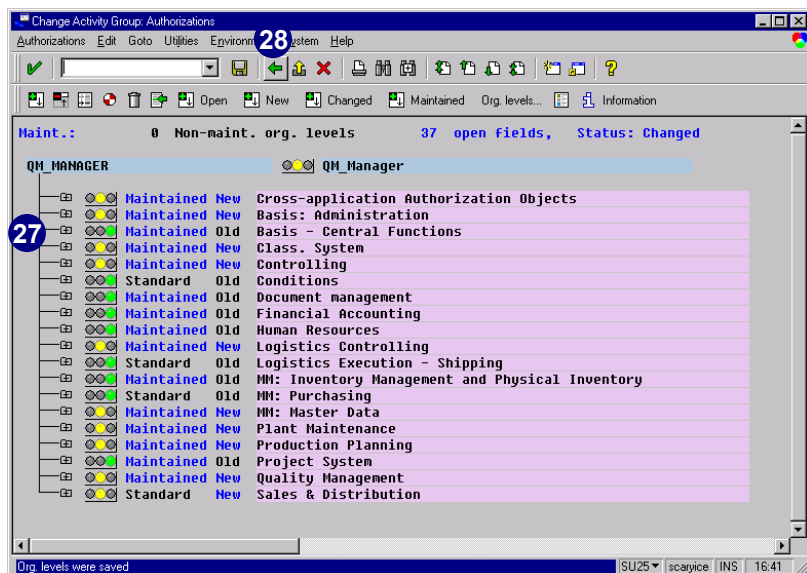 Change Activity Group: Authorizations
Authorizations Edit Goto Utilities Environm 28 ystem Help
Open New Changed Maintained Org. levels... Information
Maint.: 0 Non-maint. org. levels 37 open fields, Status: Changed
QM_MANAGER QM_Manager
Maintained New Cross-application Authorization Objects
Maintained New Basis: Administration
27 Maintained Old Basis - Central Functions
Maintained New Class. System
Maintained New Controlling
Standard Old Conditions
Maintained Old Document management
Maintained Old Financial Accounting
Maintained Old Human Resources
Maintained New Logistics Controlling
Standard Old Logistics Execution - Shipping
Maintained Old MM: Inventory Management and Physical Inventory
Standard Old MM: Purchasing
Maintained New MM: Master Data
Maintained New Plant Maintenance
Maintained New Production Planning
Maintained Old Project System
Maintained New Quality Management
Standard New Sales & Distribution
Org. levels were saved SU25 scaryice INS 16:41